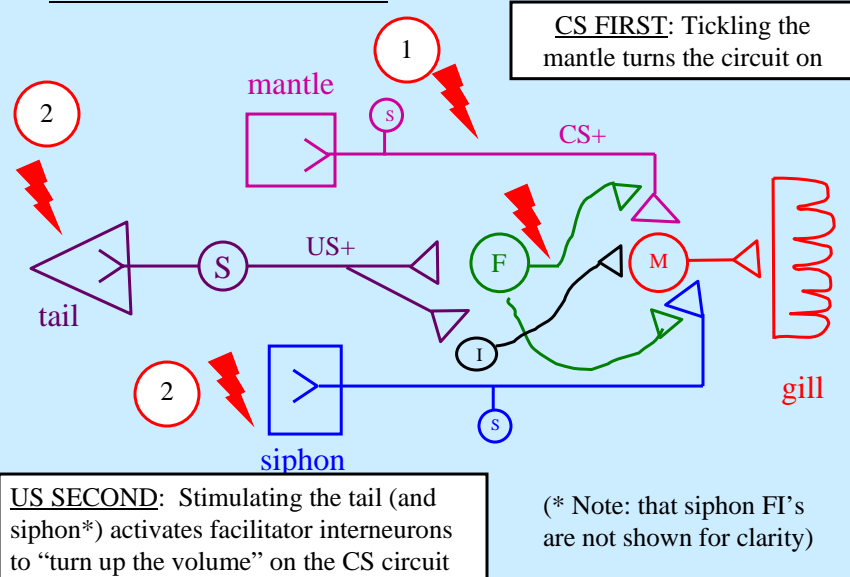 CS FIRST: Tickling the
mantle turns the circuit on
1
2
mantle
S
CS+
US+
S
F
M
tail
I
2
gill
S
siphon
US SECOND: Stimulating the tail (and
siphon*) activates facilitator interneurons
to “turn up the volume” on the CS circuit
(* Note: that siphon FI's
are not shown for clarity)